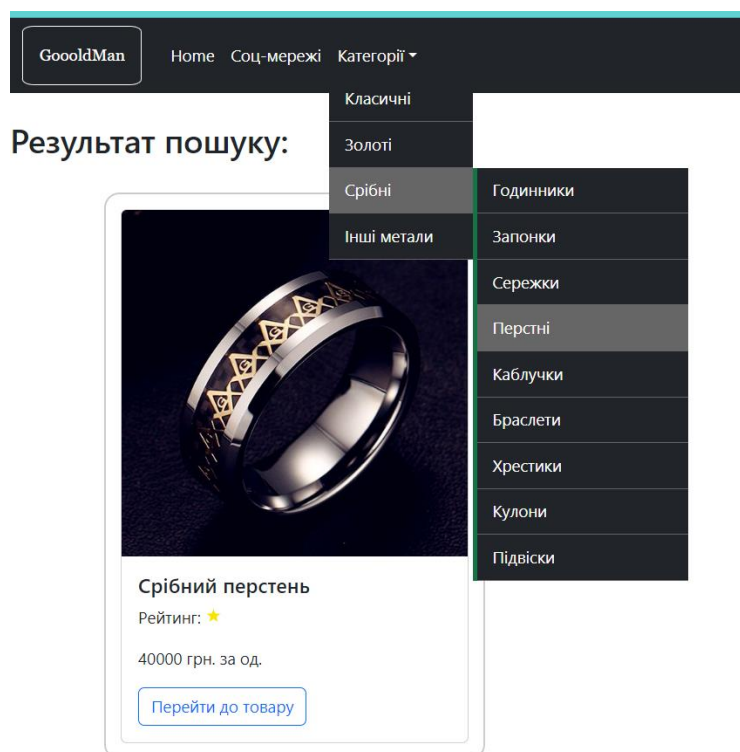 GoooldMan
Home Соц-мережі Категорії
Класичні
Результат пошуку:
Золоті
Срібні
Інші метали
Годинники
Запонки
Сережки
Перстні
Каблучки
Браслети
Хрестики
Кулони
Підвіски
Срібний перстень
Рейтинг: ★
40000 грн. за од.
Перейти до товару